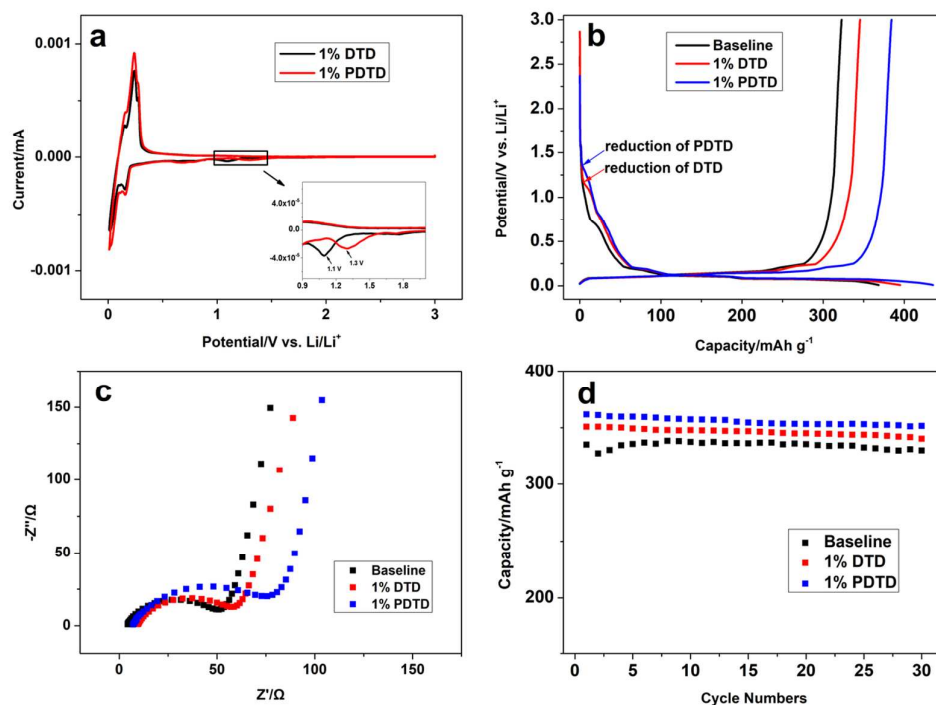 a
1% DTD
1% PDTD
0.001
0.000
-0.001
Current/mA
4.0x10⁻⁵
0.0
-4.0x10⁻⁵
1.1 V
1.3 V
0.9 1.2 1.5 1.8
0 1 2 3
Potential/V vs. Li/Li⁺
b
Baseline
1% DTD
1% PDTD
reduction of PDTD
reduction of DTD
3.0
2.5
2.0
1.5
1.0
0.5
0.0
Potential/V vs. Li/Li⁺
0 100 200 300 400
Capacity/mAh g⁻¹
c
150
100
50
25
0
-Z''/Ω
Baseline
1% DTD
1% PDTD
0 50 100 150
Z'/Ω
d
400
350
300
250
200
Capacity/mAh g⁻¹
Baseline
1% DTD
1% PDTD
0 5 10 15 20 25 30
Cycle Numbers